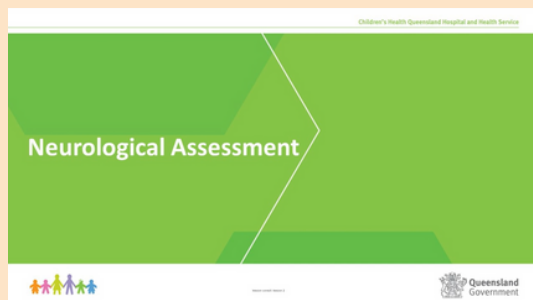 Children's Health Queensland Hospital and Health Service
Neurological Assessment
Queensland
Government